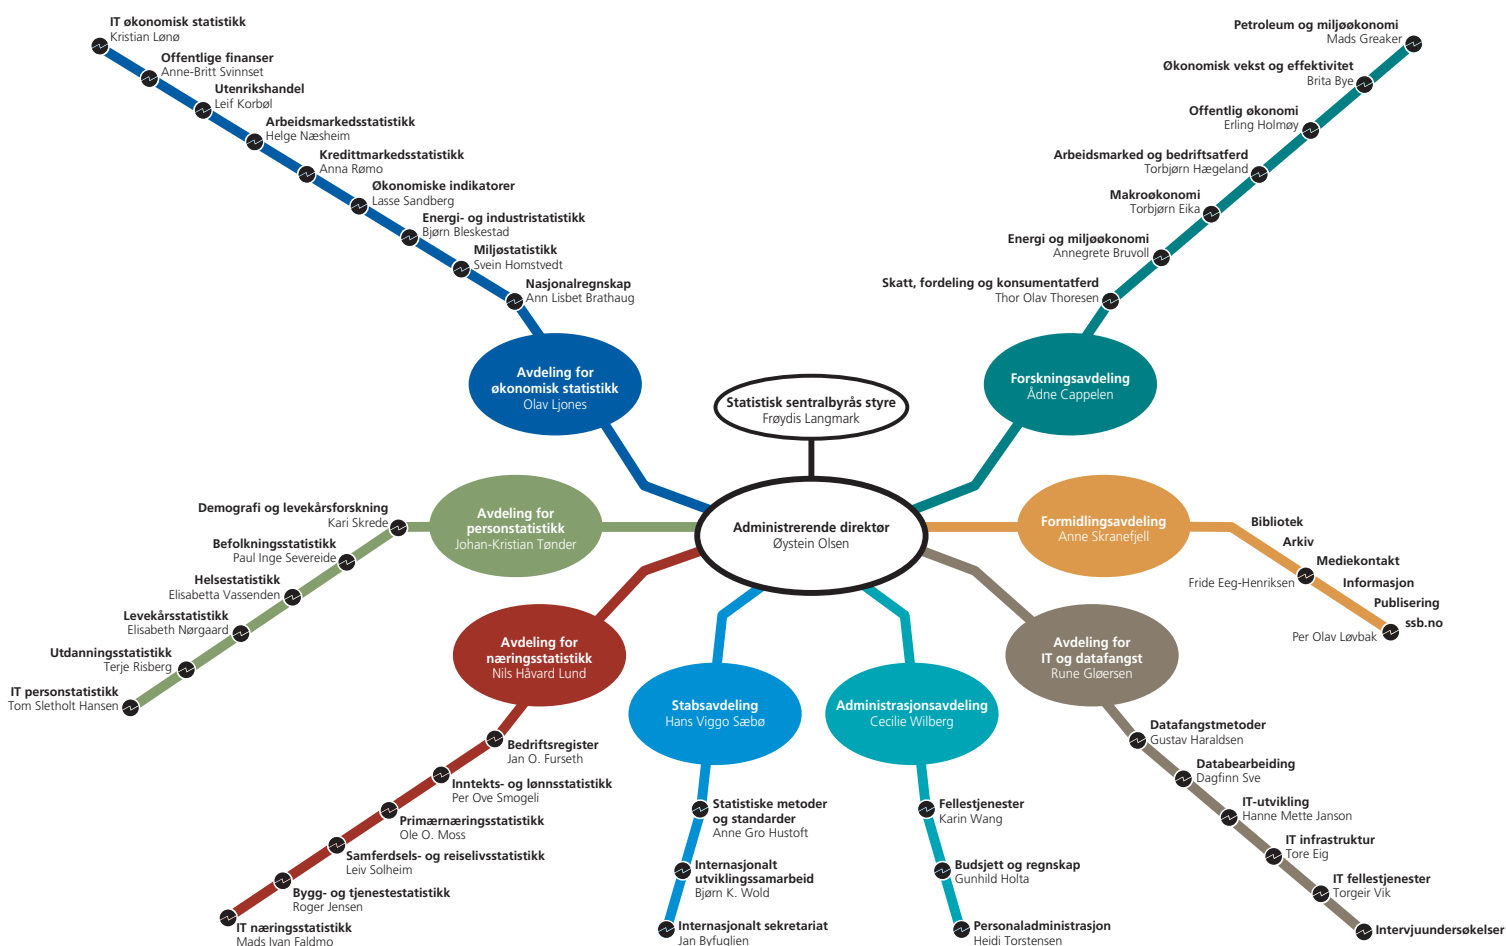 IT økonomisk statistikk
Kristian Lønø
Offentlige finanser
Anne-Britt Svinnset
Utenrikshandel
Leif Korbøl
Arbeidsmarkedsstatistikk
Helge Næsheim
Kredittmarkedsstatistikk
Anna Rømo
Økonomiske indikatorer
Lasse Sandberg
Energi- og industristatistikk
Bjørn Bleskestad
Miljøstatistikk
Svein Homstvedt
Nasjonalregnskap
Ann Lisbet Brathaug
Avdeling for
økonomisk statistikk
Olav Ljones
Petroleum og miljøøkonomi
Mads Greaker
Økonomisk vekst og effektivitet
Brita Bye
Offentlig økonomi
Erling Holmøy
Arbeidsmarked og bedriftsatferd
Torbjørn Hægeland
Makroøkonomi
Torbjørn Eika
Energi og miljøøkonomi
Annegrete Bruvoll
Skatt, fordeling og konsumentatferd
Thor Olav Thoresen
Forskningsavdeling
Ådne Cappelen
Statistisk sentralbyrås styre
Frøydis Langmark
Administrerende direktør
Øystein Olsen
Avdeling for
personstatistikk
Johan-Kristian Tønder
Demografi og levekårsforskning
Kari Skrede
Befolkningsstatistikk
Paul Inge Severeide
Helsestatistikk
Elisabetta Vassenden
Levekårsstatistikk
Elisabeth Nørgaard
Utdanningsstatistikk
Terje Risberg
IT personstatistikk
Tom Sletholt Hansen
Formidlingsavdeling
Anne Skranefjell
Bibliotek
Arkiv
Mediekontakt
Fride Eeg-Henriksen
Informasjon
Publisering
ssb.no
Per Olav Løvbak
Avdeling for
næringsstatistikk
Nils Håvard Lund
Bedriftsregister
Jan O. Furseth
Inntekts- og lønnsstatistikk
Per Ove Smogeli
Primærnæringsstatistikk
Ole O. Moss
Samferdsels- og reiselivsstatistikk
Leiv Solheim
Bygg- og tjenestestatistikk
Roger Jensen
IT næringsstatistikk
Mads Ivan Faldmo
Stabsavdeling
Hans Viggo Sæbø
Statistiske metoder
og standarder
Anne Gro Hustoft
Internasjonalt
utviklingssamarbeid
Bjørn K. Wold
Internasjonalt sekretariat
Jan Byfuglien
Administrasjonsavdeling
Cecilie Wilberg
Fellestjenester
Karin Wang
Budsjett og regnskap
Gunhild Holta
Personaladministrasjon
Heidi Torstensen
Avdeling for
IT og datafangst
Rune Gløersen
Datafangstmetoder
Gustav Haraldsen
Databearbeiding
Dagfinn Sve
IT-utvikling
Hanne Mette Janson
IT infrastruktur
Tore Eig
IT fellestjenester
Torgeir Vik
Intervjuundersøkelser